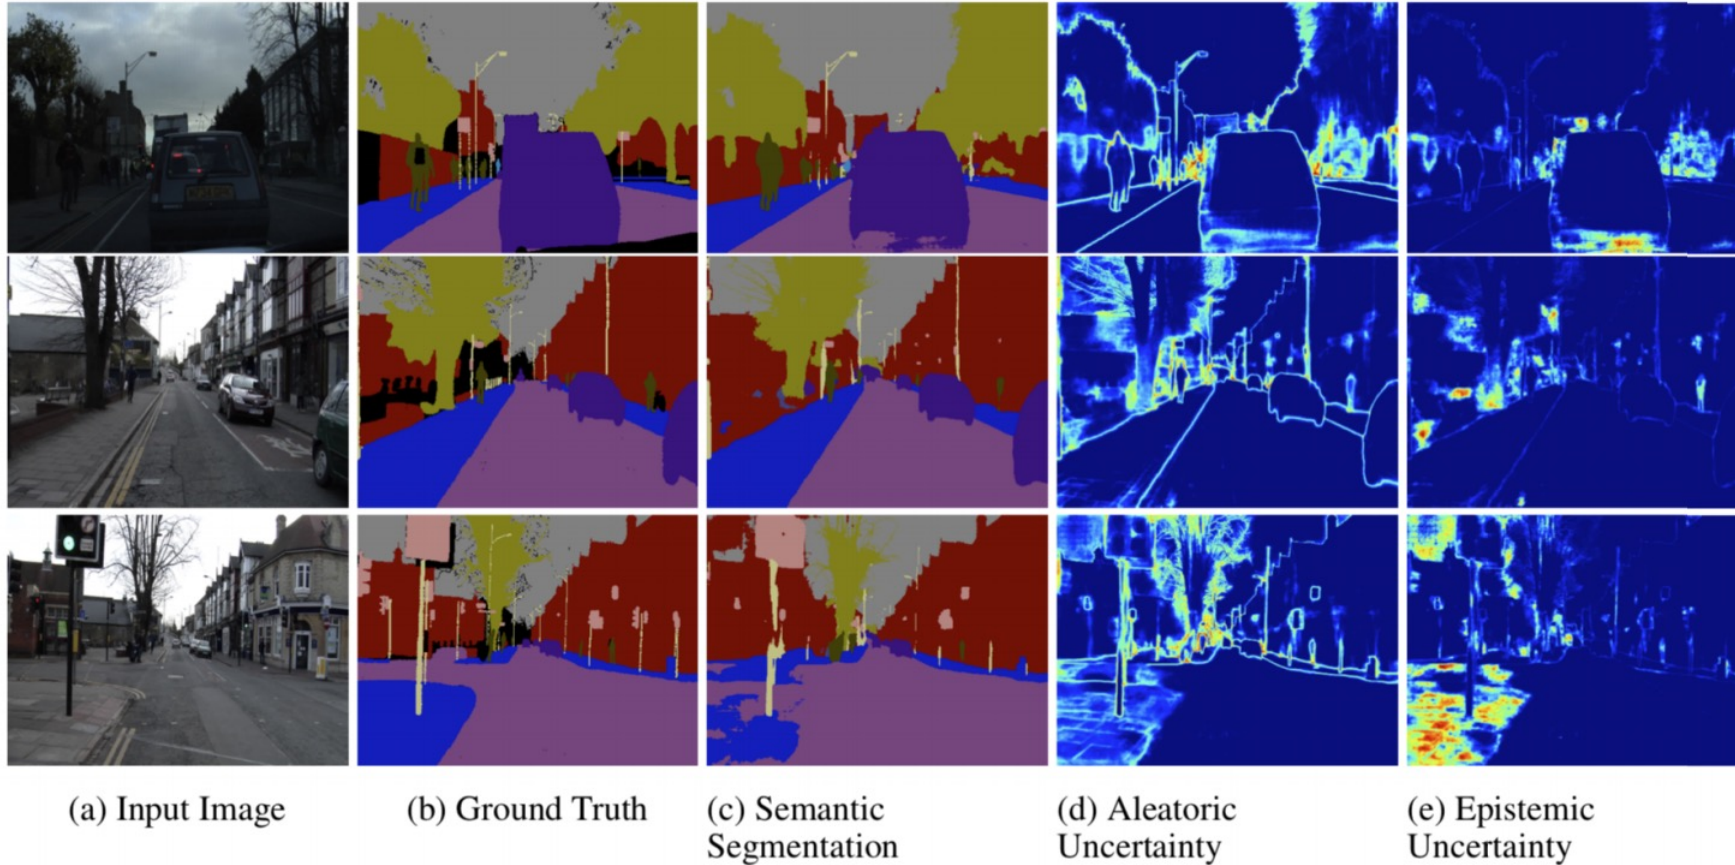 (a) Input Image
(b) Ground Truth
(c) Semantic
Segmentation
(d) Aleatoric
Uncertainty
(e) Epistemic
Uncertainty